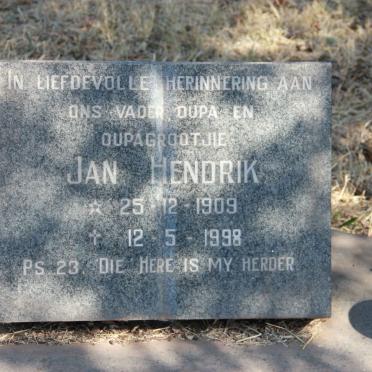 IN LIEFDEVOLLE HERINNERING AAN
ONS VADER OUPA EN
OUPAGROOTJIE
JAN HENDRIK
☆ 25-12-1909
✝ 12-5-1998
PS 23 DIE HERE IS MY HERDER